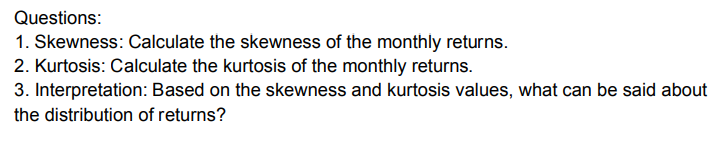 Questions:
1. Skewness: Calculate the skewness of the monthly returns.
2. Kurtosis: Calculate the kurtosis of the monthly returns.
3. Interpretation: Based on the skewness and kurtosis values, what can be said about
the distribution of returns?